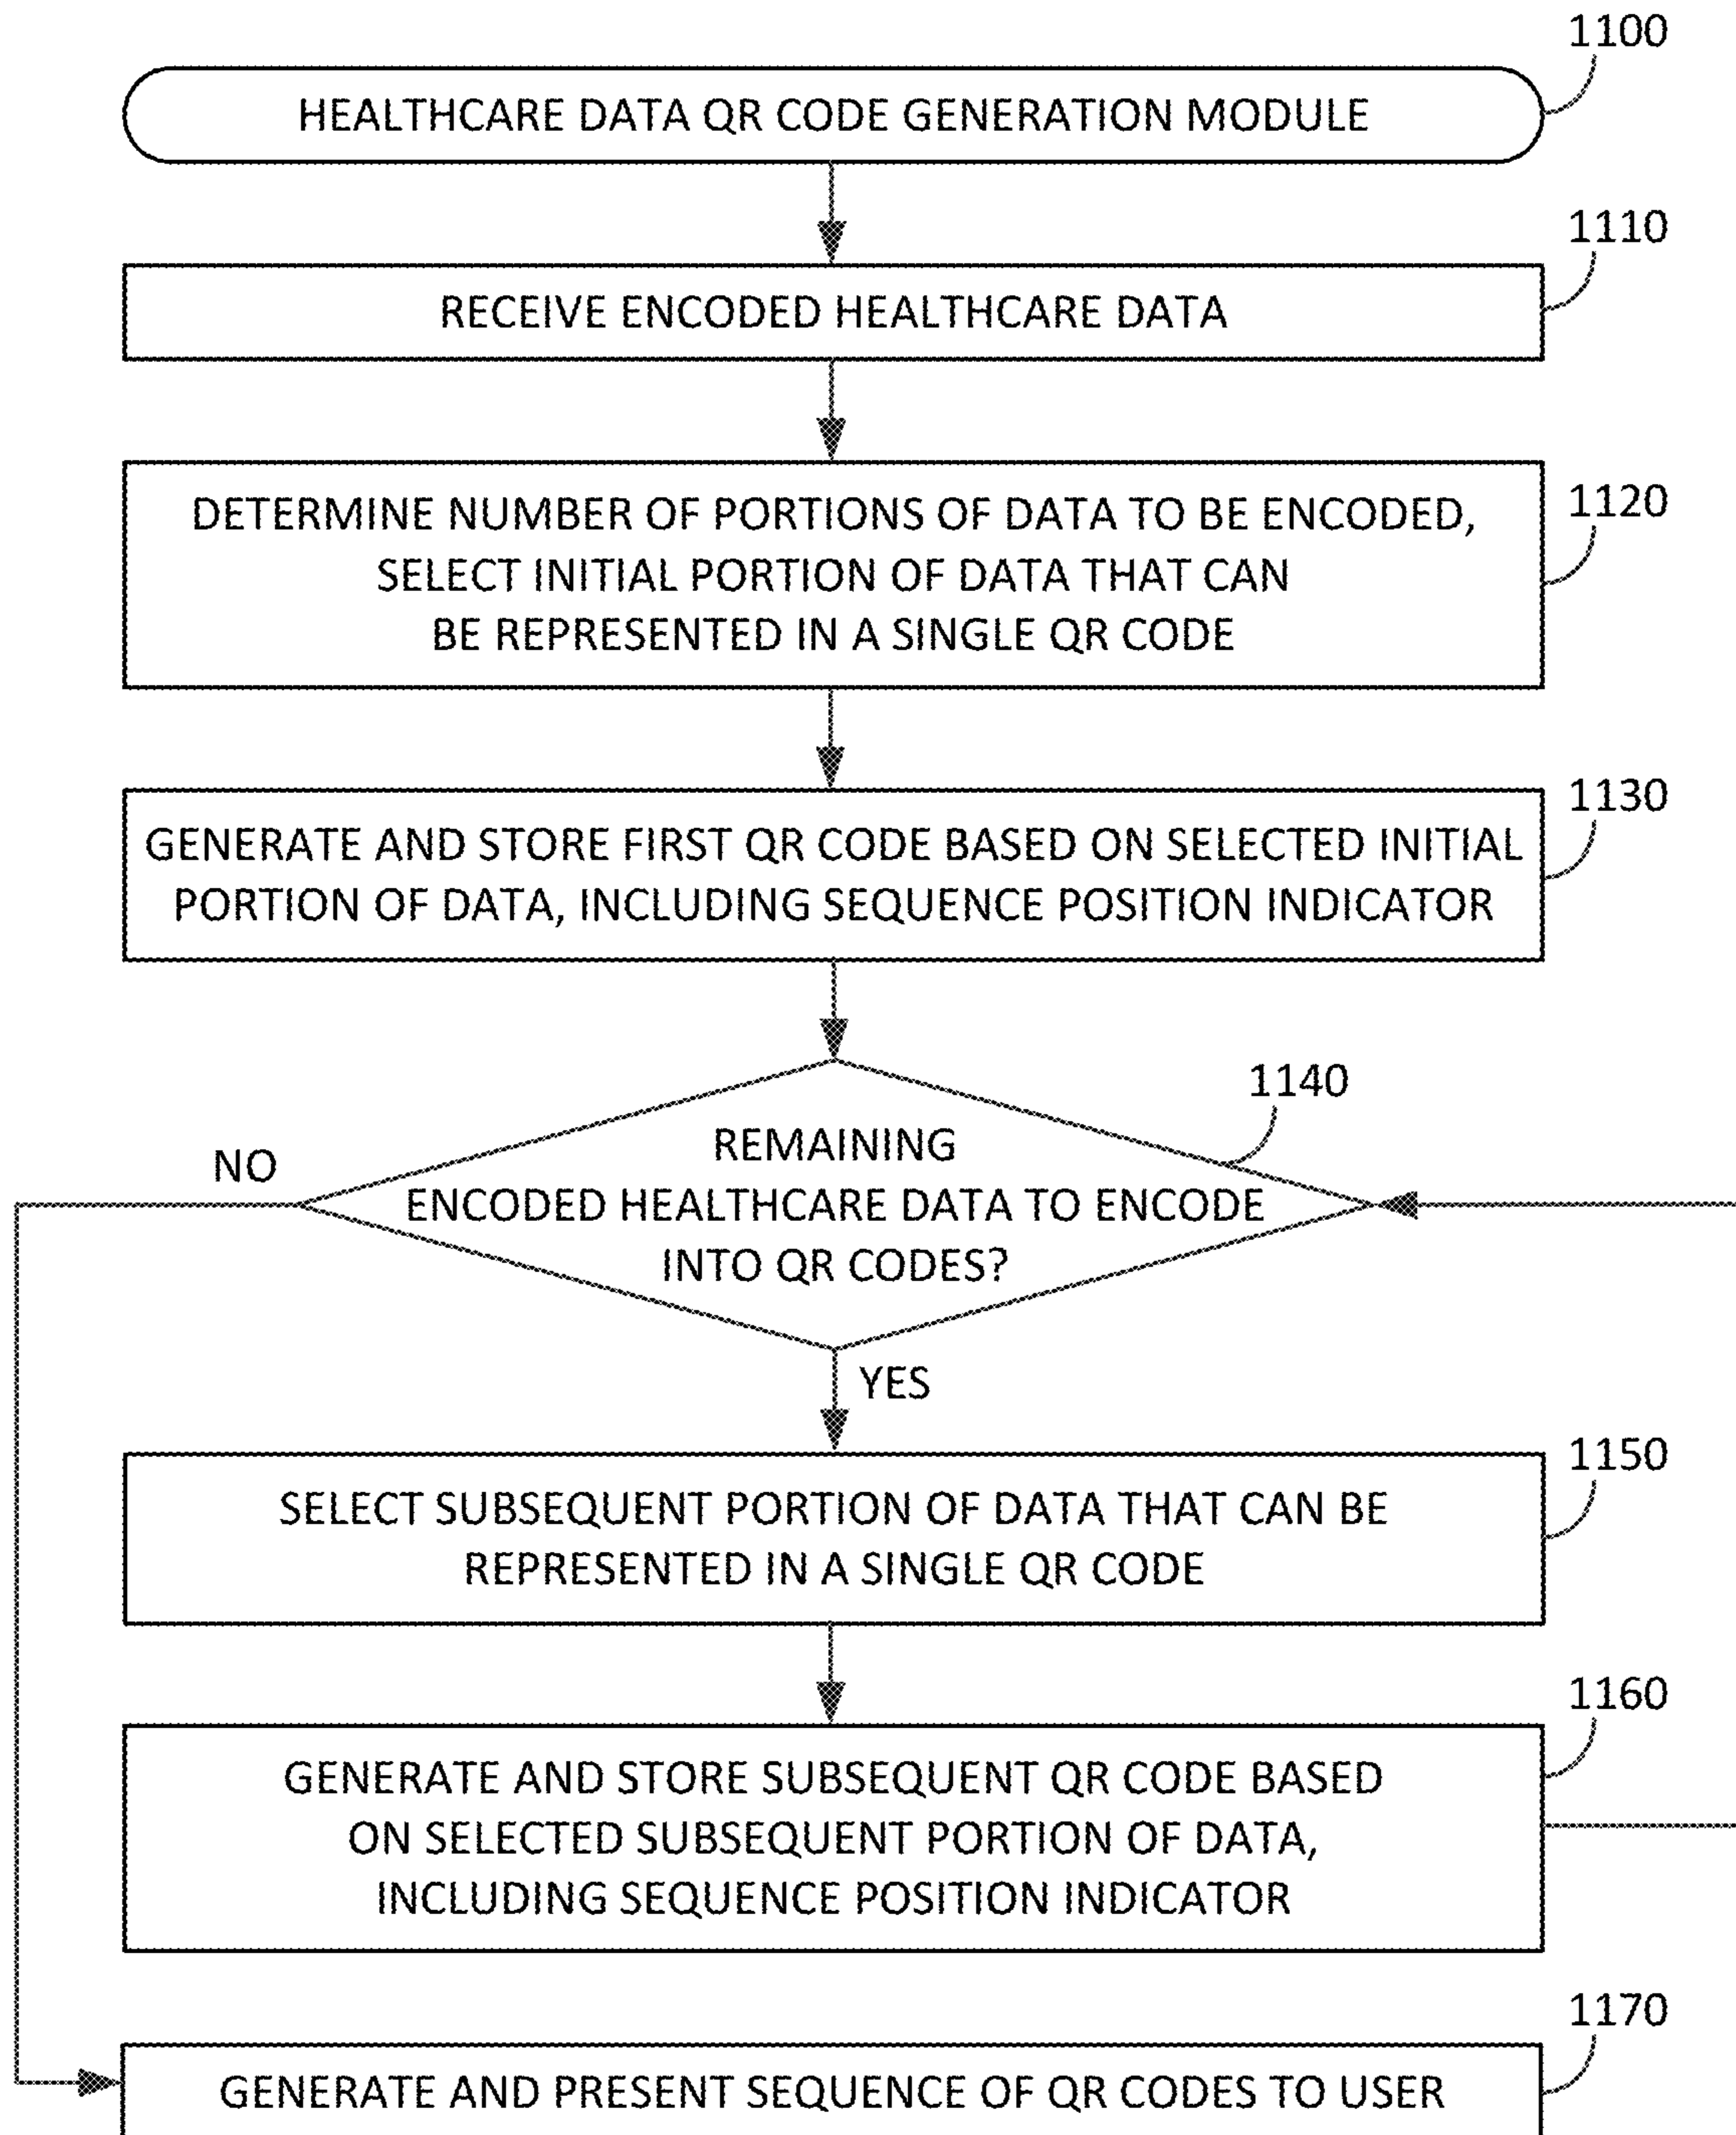 1100
HEALTHCARE DATA QR CODE GENERATION MODULE
1110
RECEIVE ENCODED HEALTHCARE DATA
1120
DETERMINE NUMBER OF PORTIONS OF DATA TO BE ENCODED,
SELECT INITIAL PORTION OF DATA THAT CAN
BE REPRESENTED IN A SINGLE QR CODE
1130
GENERATE AND STORE FIRST QR CODE BASED ON SELECTED INITIAL
PORTION OF DATA, INCLUDING SEQUENCE POSITION INDICATOR
1140
REMAINING
ENCODED HEALTHCARE DATA TO ENCODE
INTO QR CODES?
NO
YES
1150
SELECT SUBSEQUENT PORTION OF DATA THAT CAN BE
REPRESENTED IN A SINGLE QR CODE
1160
GENERATE AND STORE SUBSEQUENT QR CODE BASED
ON SELECTED SUBSEQUENT PORTION OF DATA,
INCLUDING SEQUENCE POSITION INDICATOR
1170
GENERATE AND PRESENT SEQUENCE OF QR CODES TO USER